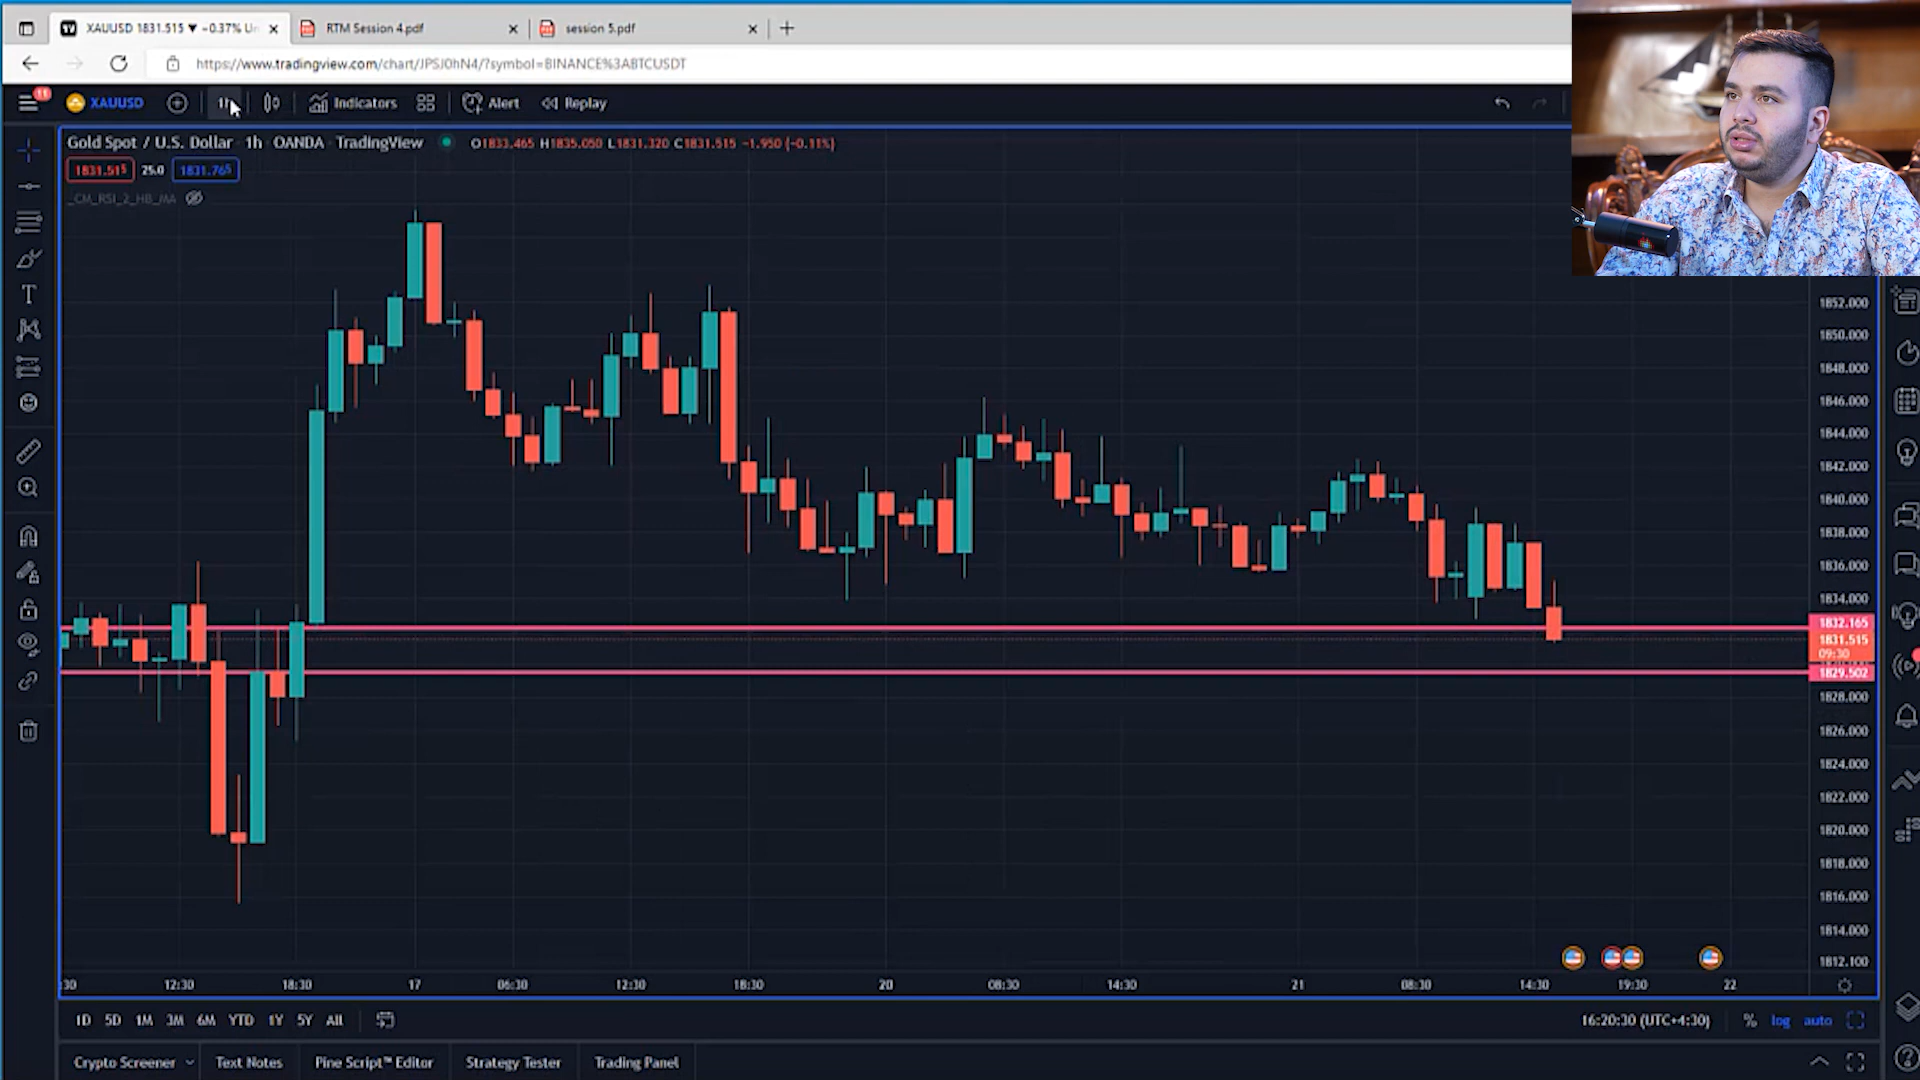 XAUUSD 1831.515 ▼ −0.37% Un
RTM Session 4.pdf
session 5.pdf
https://www.tradingview.com/chart/JPSJ0hN4/?symbol=BINANCE%3ABTCUSDT
11
XAUUSD
Indicators
Alert
Replay
Gold Spot / U.S. Dollar 1h OANDA TradingView
O1833.465 H1835.050 L1831.320 C1831.515 −1.950 (−0.11%)
1831.515 25.0 1831.765
_CM_RSI_2_HB_MA
1852.000
1850.000
1848.000
1846.000
1844.000
1842.000
1840.000
1838.000
1836.000
1834.000
1832.165
1831.515
09:30
1829.502
1828.000
1826.000
1824.000
1822.000
1820.000
1818.000
1816.000
1814.000
1812.100
:30 12:30 18:30 17 06:30 12:30 18:30 20 08:30 14:30 21 08:30 14:30 19:30 22
1D 5D 1M 3M 6M YTD 1Y 5Y All
16:20:30 (UTC+4:30) % log auto
Crypto Screener Text Notes Pine Script™ Editor Strategy Tester Trading Panel